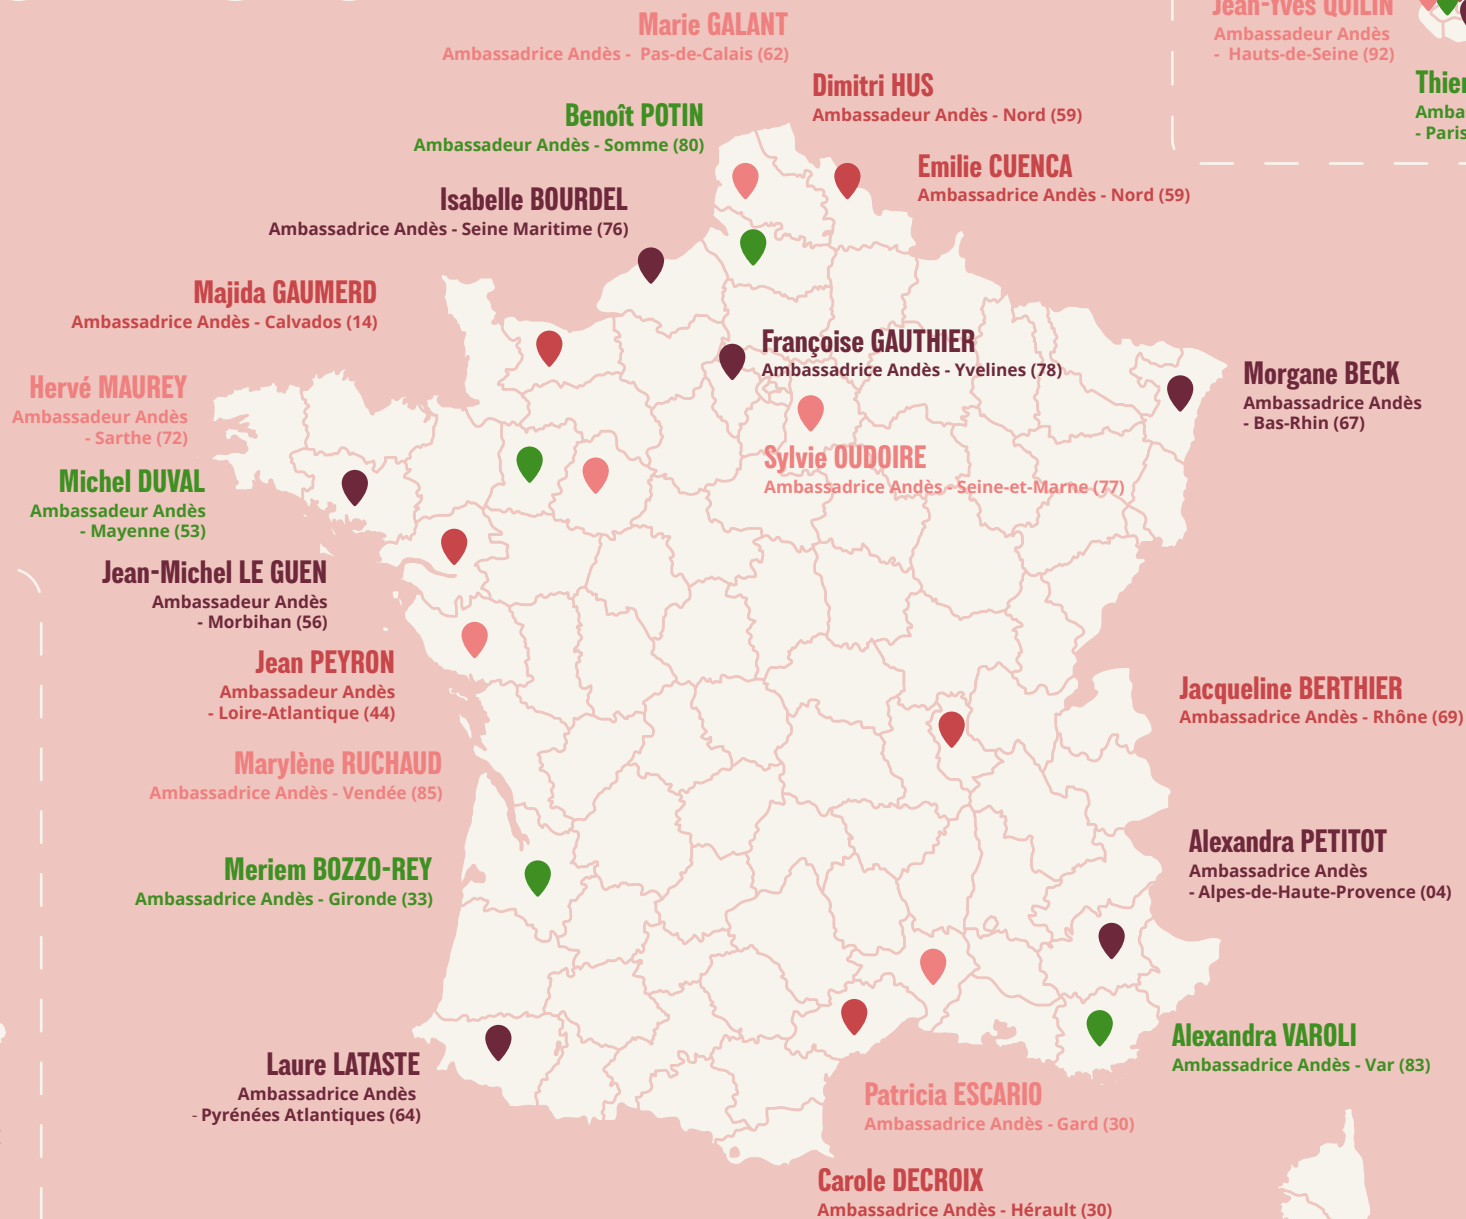 Marie GALANT
Ambassadrice Andès - Pas-de-Calais (62)
Jean-Yves QUILIN
Ambassadeur Andès
- Hauts-de-Seine (92)
Dimitri HUS
Ambassadeur Andès - Nord (59)
Benoît POTIN
Ambassadeur Andès - Somme (80)
- Paris
Emilie CUENCA
Ambassadrice Andès - Nord (59)
Isabelle BOURDEL
Ambassadrice Andès - Seine Maritime (76)
Majida GAUMERD
Ambassadrice Andès - Calvados (14)
Françoise GAUTHIER
Ambassadrice Andès - Yvelines (78)
Morgane BECK
Ambassadrice Andès
- Bas-Rhin (67)
Hervé MAUREY
Ambassadeur Andès
- Sarthe (72)
Sylvie OUDOIRE
Ambassadrice Andès - Seine-et-Marne (77)
Michel DUVAL
Ambassadeur Andès
- Mayenne (53)
Jean-Michel LE GUEN
Ambassadeur Andès
- Morbihan (56)
Jean PEYRON
Ambassadeur Andès
- Loire-Atlantique (44)
Jacqueline BERTHIER
Ambassadrice Andès - Rhône (69)
Marylène RUCHAUD
Ambassadrice Andès - Vendée (85)
Alexandra PETITOT
Ambassadrice Andès
- Alpes-de-Haute-Provence (04)
Meriem BOZZO-REY
Ambassadrice Andès - Gironde (33)
Alexandra VAROLI
Ambassadrice Andès - Var (83)
Laure LATASTE
Ambassadrice Andès
- Pyrénées Atlantiques (64)
Patricia ESCARIO
Ambassadrice Andès - Gard (30)
Carole DECROIX
Ambassadrice Andès - Hérault (30)